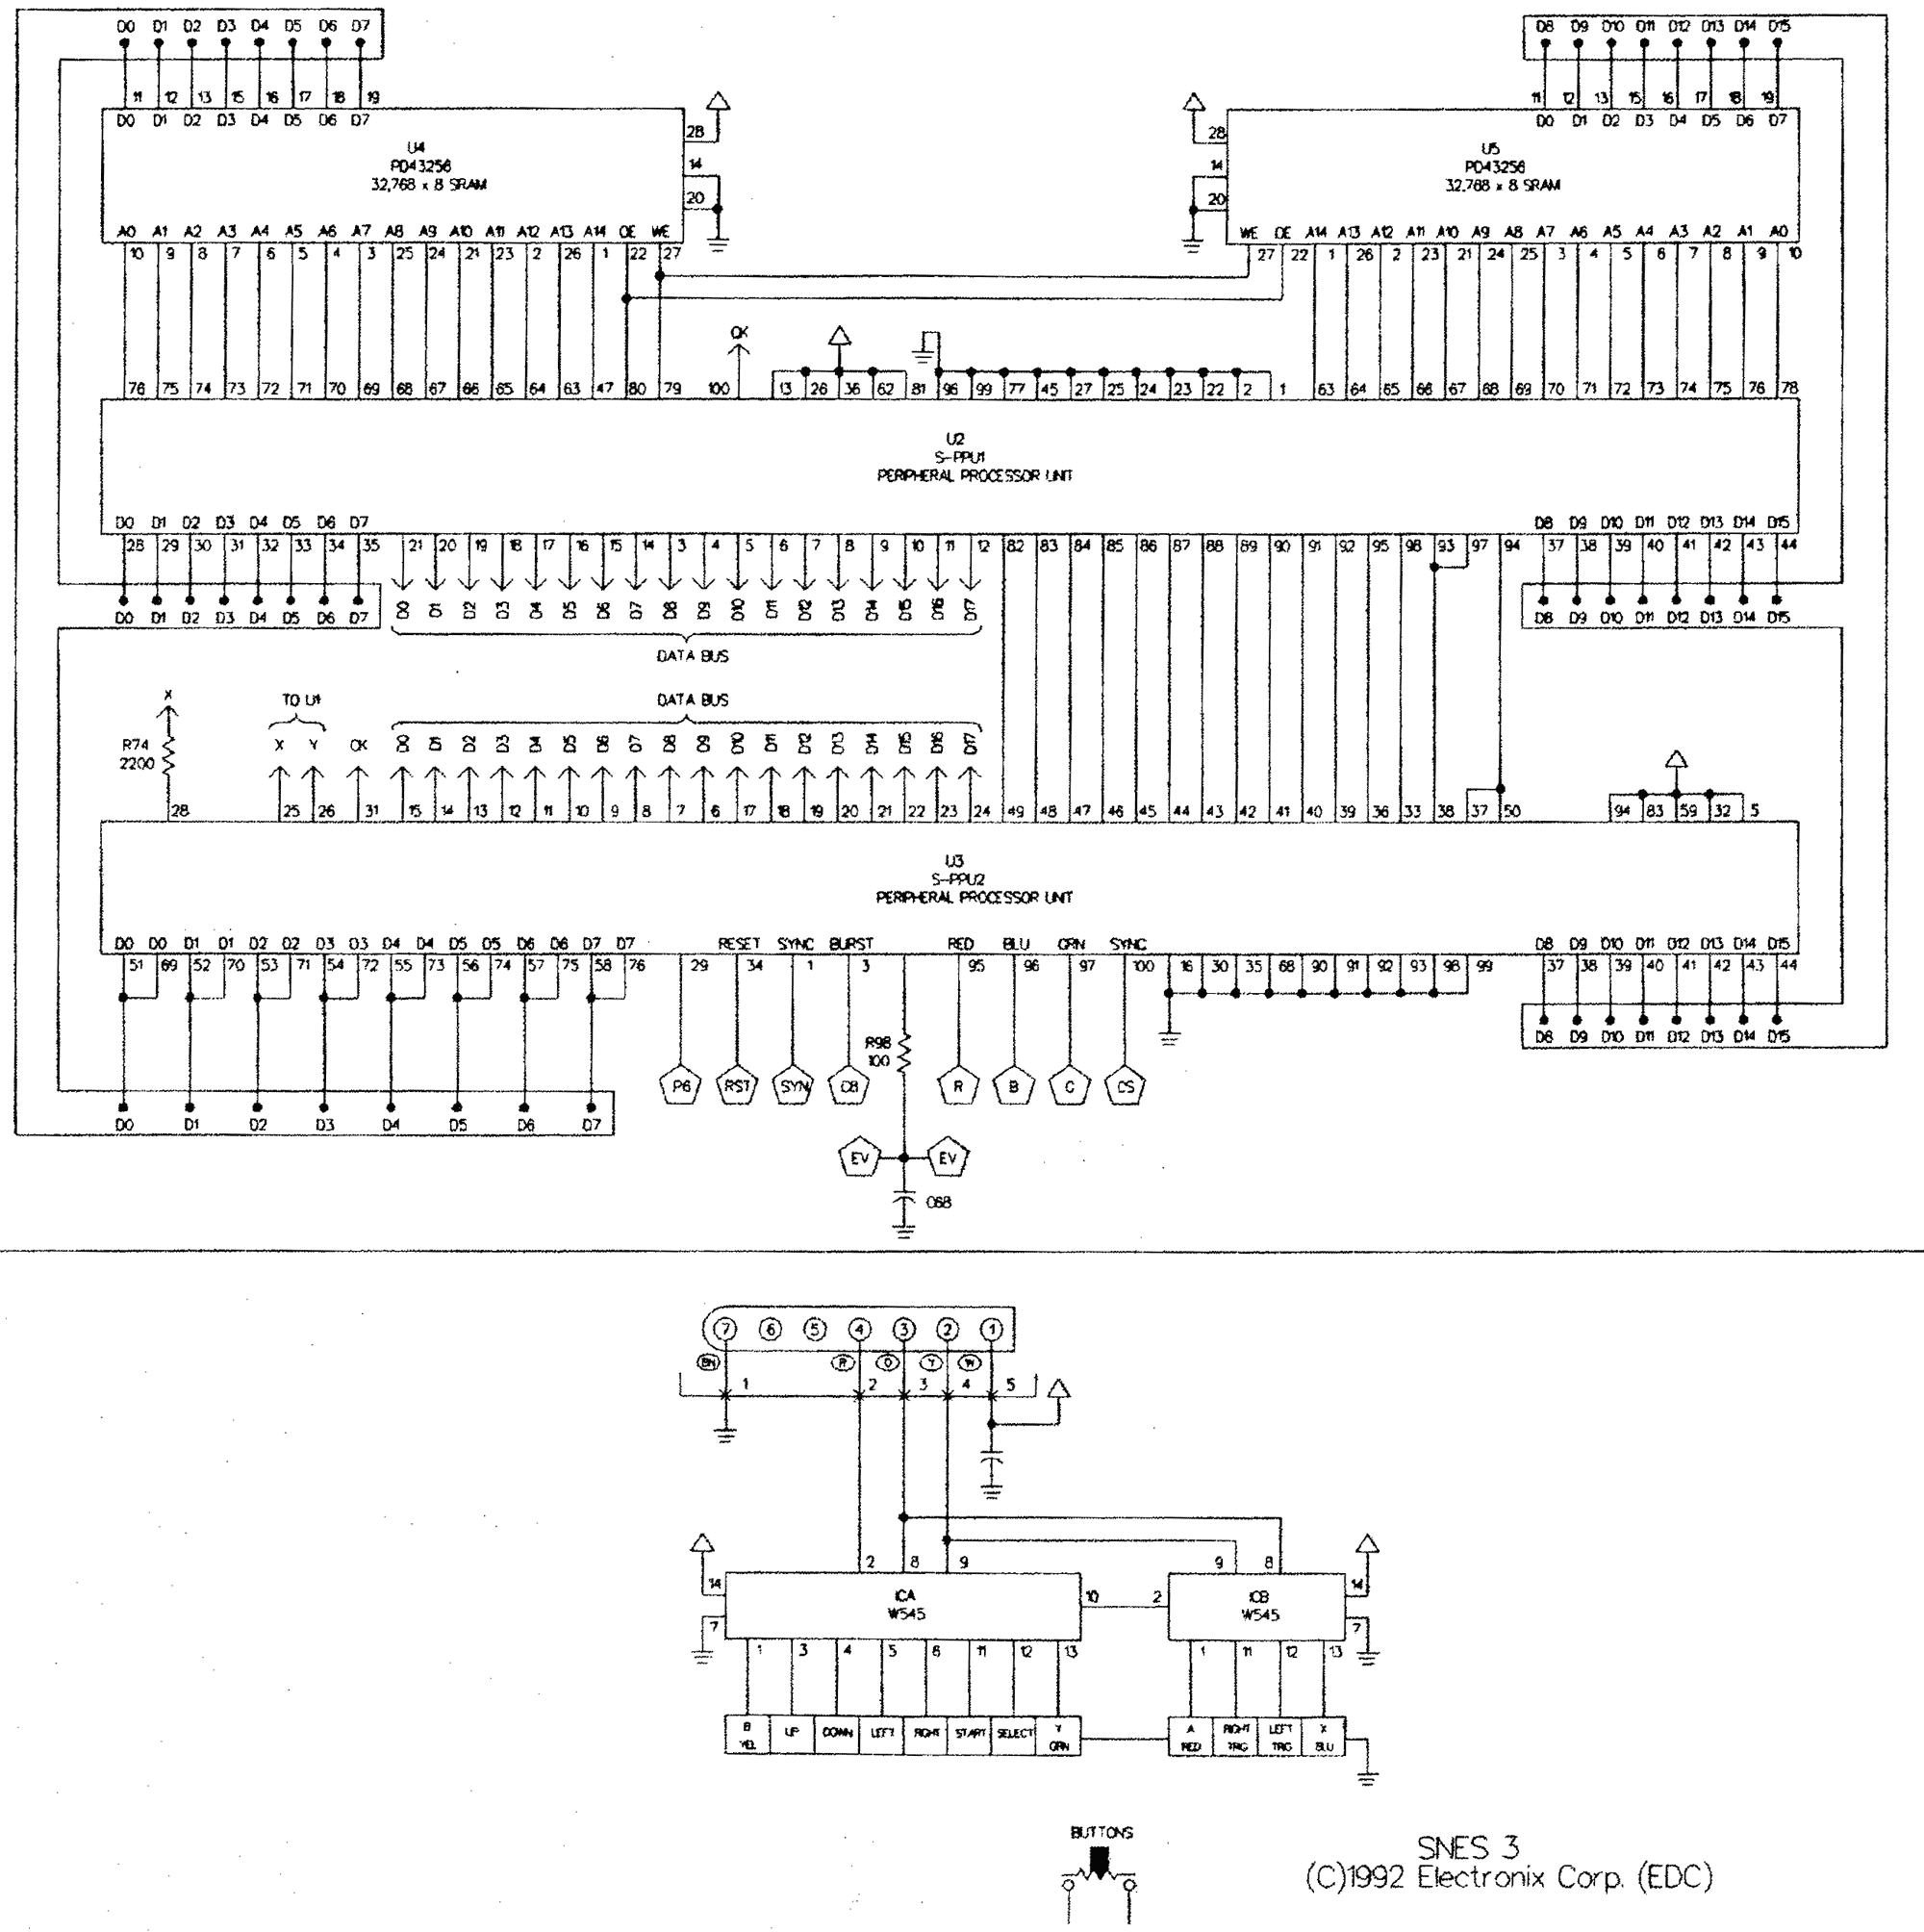 D0 D1 D2 D3 D4 D5 D6 D7 D8 D9 D10 D11 D12 D13 D14 D15
11 12 13 15 16 17 18 19 11 12 13 15 16 17 18 19
D0 D1 D2 D3 D4 D5 D6 D7 D0 D1 D2 D3 D4 D5 D6 D7
28 28
U4 U5
PD43256 PD43256
14 14
32,768 x 8 SRAM 32,768 x 8 SRAM
20 20
A0 A1 A2 A3 A4 A5 A6 A7 A8 A9 A10 A11 A12 A13 A14 OE WE WE OE A14 A13 A12 A11 A10 A9 A8 A7 A6 A5 A4 A3 A2 A1 A0
10 9 8 7 6 5 4 3 25 24 21 23 2 26 1 22 27 27 22 1 26 2 23 21 24 25 3 4 5 6 7 8 9 10
CK
76 75 74 73 72 71 70 69 68 67 66 65 64 63 47 80 79 100 13 26 36 62 81 96 99 77 45 27 25 24 23 22 2 1 63 64 65 66 67 68 69 70 71 72 73 74 75 76 78
U2
S-PPU1
PERIPHERAL PROCESSOR UNIT
D0 D1 D2 D3 D4 D5 D6 D7 D8 D9 D10 D11 D12 D13 D14 D15
28 29 30 31 32 33 34 35 21 20 19 18 17 16 15 14 3 4 5 6 7 8 9 10 11 12 82 83 84 85 86 87 88 89 90 91 92 95 98 93 97 94 37 38 39 40 41 42 43 44
D0 D1 D2 D3 D4 D5 D6 D7 D0 D1 D2 D3 D4 D5 D6 D7 D8 D9 D10 D11 D12 D13 D14 D15 D16 D17 D8 D9 D10 D11 D12 D13 D14 D15
DATA BUS
X TO U1 DATA BUS
R74
2200
X Y CK D0 D1 D2 D3 D4 D5 D6 D7 D8 D9 D10 D11 D12 D13 D14 D15 D16 D17
28 25 26 31 15 14 13 12 11 10 9 8 7 6 17 18 19 20 21 22 23 24 49 48 47 46 45 44 43 42 41 40 39 36 33 38 37 50 94 83 59 32 5
U3
S-PPU2
PERIPHERAL PROCESSOR UNIT
D0 D0 D1 D1 D2 D2 D3 D3 D4 D4 D5 D5 D6 D6 D7 D7 RESET SYNC BURST RED BLU GRN SYNC D8 D9 D10 D11 D12 D13 D14 D15
51 69 52 70 53 71 54 72 55 73 56 74 57 75 58 76 29 34 1 3 95 96 97 100 16 30 35 68 90 91 92 93 98 99 37 38 39 40 41 42 43 44
D8 D9 D10 D11 D12 D13 D14 D15
R98
100
P6 RST SYN CB R B G CS
D0 D1 D2 D3 D4 D5 D6 D7
EV EV
C68
7 6 5 4 3 2 1
BN R O Y W
1 2 3 4 5
2 8 9 9 8
14 14
ICA ICB
10 2
W545 W545
7 7
1 3 4 5 6 11 12 13 1 11 12 13
B YEL UP DOWN LEFT RIGHT START SELECT Y GRN A RED RIGHT TRIG LEFT TRIG X BLU
BUTTONS
SNES 3
(C)1992 Electronix Corp. (EDC)